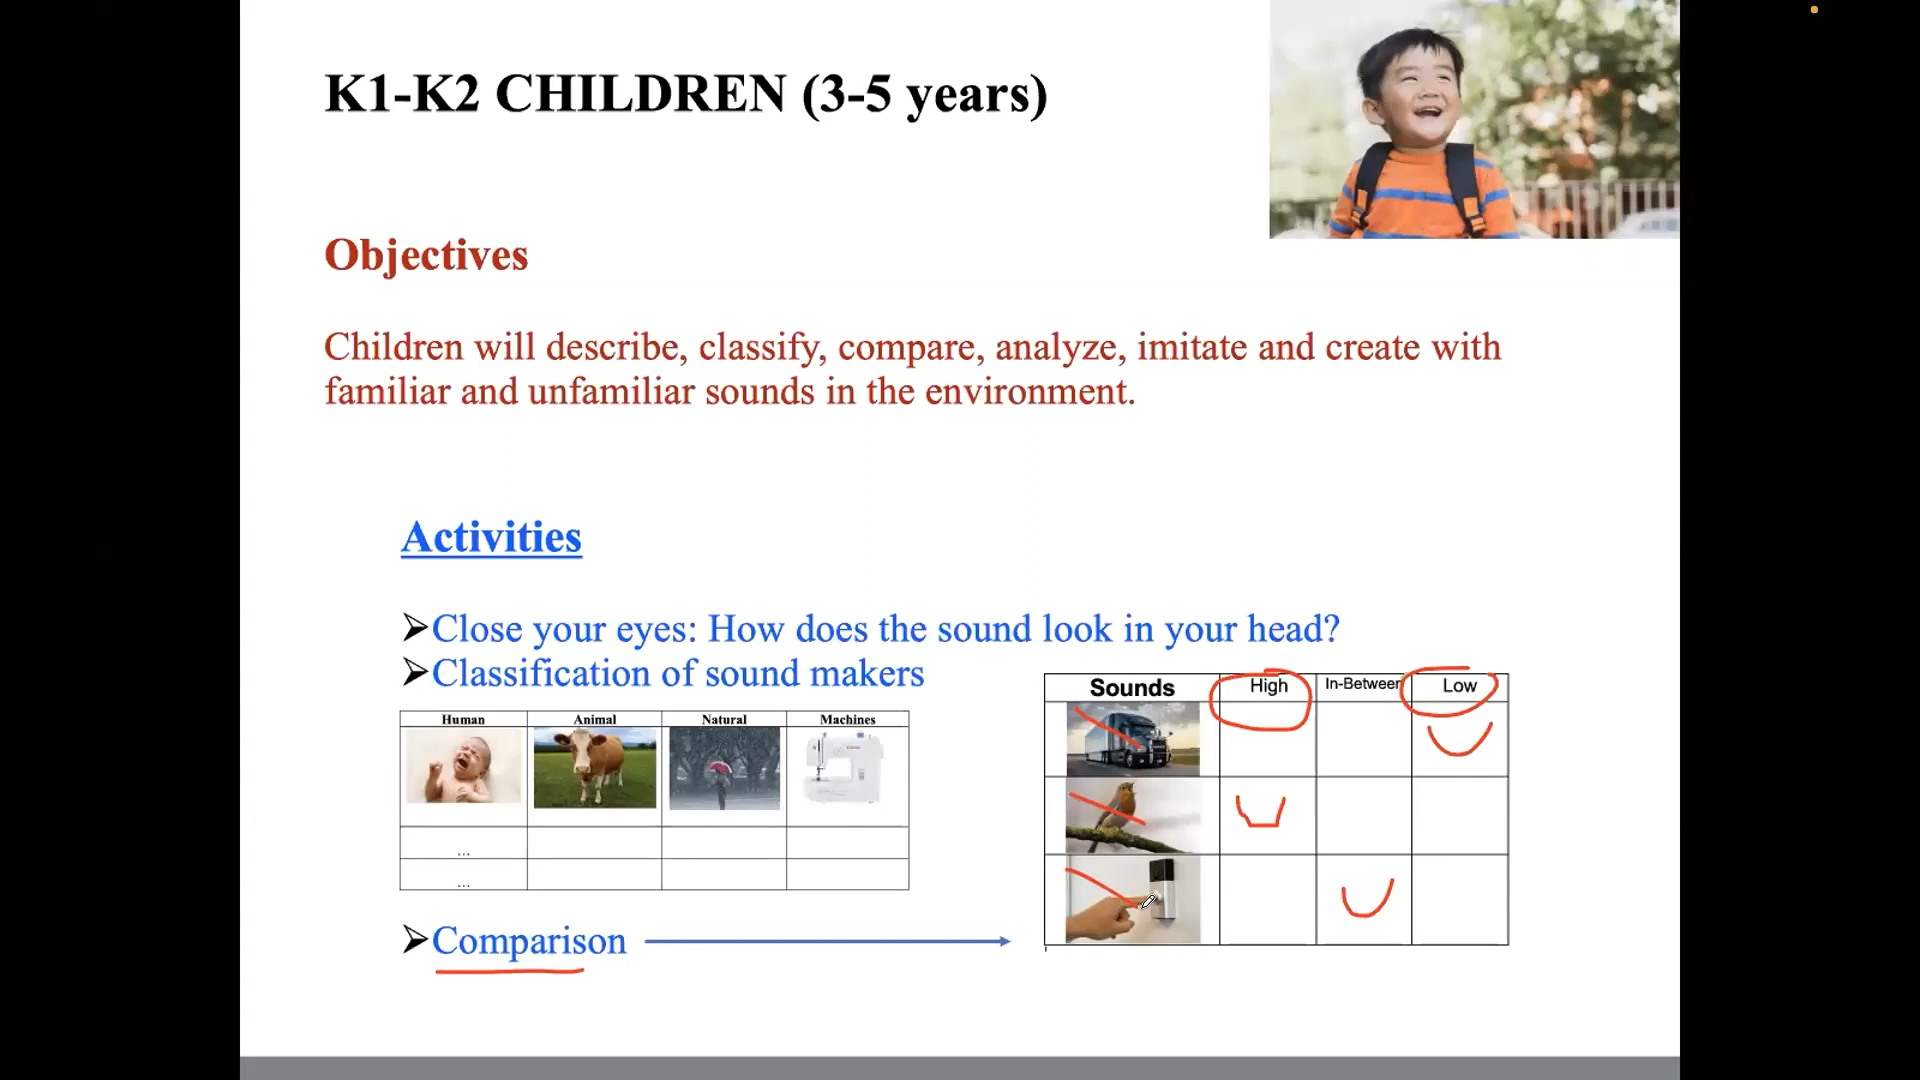 K1-K2 CHILDREN (3-5 years)
Objectives
Children will describe, classify, compare, analyze, imitate and create with
familiar and unfamiliar sounds in the environment.
Activities
➢Close your eyes: How does the sound look in your head?
➢Classification of sound makers
Human Animal Natural Machines
...
...
➢Comparison
Sounds High In-Between Low